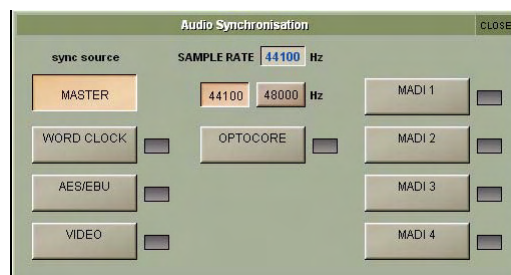 Audio Synchronisation CLOSE
sync source SAMPLE RATE 44100 Hz
MASTER 44100 48000 Hz MADI 1
WORD CLOCK OPTOCORE MADI 2
AES/EBU MADI 3
VIDEO MADI 4